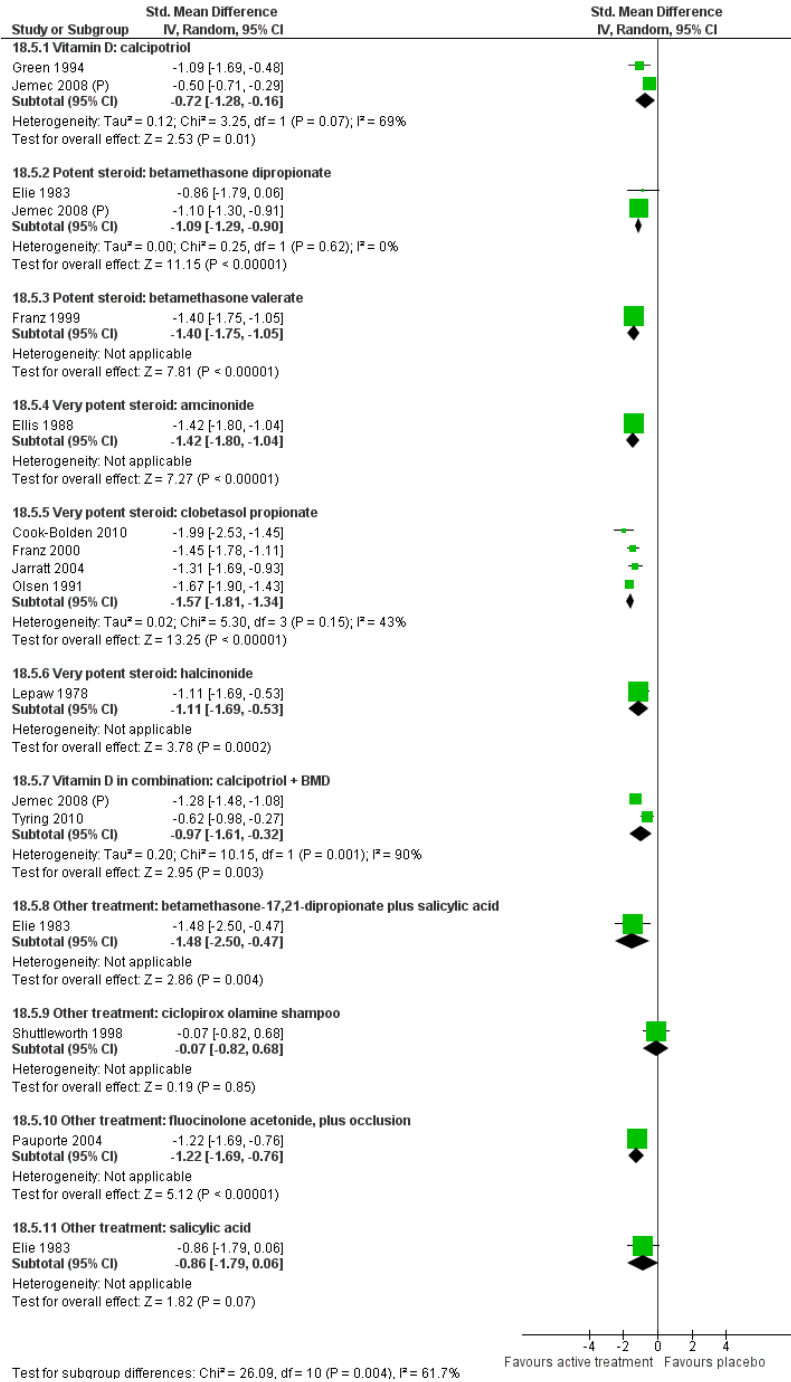 Std. Mean Difference Std. Mean Difference
Study or Subgroup IV, Random, 95% CI IV, Random, 95% CI
18.5.1 Vitamin D: calcipotriol
Green 1994 -1.09 [-1.69, -0.48]
Jemec 2008 (P) -0.50 [-0.71, -0.29]
Subtotal (95% CI) -0.72 [-1.28, -0.16]
Heterogeneity: Tau² = 0.12; Chi² = 3.25, df = 1 (P = 0.07); I² = 69%
Test for overall effect: Z = 2.53 (P = 0.01)
18.5.2 Potent steroid: betamethasone dipropionate
Elie 1983 -0.86 [-1.79, 0.06]
Jemec 2008 (P) -1.10 [-1.30, -0.91]
Subtotal (95% CI) -1.09 [-1.29, -0.90]
Heterogeneity: Tau² = 0.00; Chi² = 0.25, df = 1 (P = 0.62); I² = 0%
Test for overall effect: Z = 11.15 (P < 0.00001)
18.5.3 Potent steroid: betamethasone valerate
Franz 1999 -1.40 [-1.75, -1.05]
Subtotal (95% CI) -1.40 [-1.75, -1.05]
Heterogeneity: Not applicable
Test for overall effect: Z = 7.81 (P < 0.00001)
18.5.4 Very potent steroid: amcinonide
Ellis 1988 -1.42 [-1.80, -1.04]
Subtotal (95% CI) -1.42 [-1.80, -1.04]
Heterogeneity: Not applicable
Test for overall effect: Z = 7.27 (P < 0.00001)
18.5.5 Very potent steroid: clobetasol propionate
Cook-Bolden 2010 -1.99 [-2.53, -1.45]
Franz 2000 -1.45 [-1.78, -1.11]
Jarratt 2004 -1.31 [-1.69, -0.93]
Olsen 1991 -1.67 [-1.90, -1.43]
Subtotal (95% CI) -1.57 [-1.81, -1.34]
Heterogeneity: Tau² = 0.02; Chi² = 5.30, df = 3 (P = 0.15); I² = 43%
Test for overall effect: Z = 13.25 (P < 0.00001)
18.5.6 Very potent steroid: halcinonide
Lepaw 1978 -1.11 [-1.69, -0.53]
Subtotal (95% CI) -1.11 [-1.69, -0.53]
Heterogeneity: Not applicable
Test for overall effect: Z = 3.78 (P = 0.0002)
18.5.7 Vitamin D in combination: calcipotriol + BMD
Jemec 2008 (P) -1.28 [-1.48, -1.08]
Tyring 2010 -0.62 [-0.98, -0.27]
Subtotal (95% CI) -0.97 [-1.61, -0.32]
Heterogeneity: Tau² = 0.20; Chi² = 10.15, df = 1 (P = 0.001); I² = 90%
Test for overall effect: Z = 2.95 (P = 0.003)
18.5.8 Other treatment: betamethasone-17,21-dipropionate plus salicylic acid
Elie 1983 -1.48 [-2.50, -0.47]
Subtotal (95% CI) -1.48 [-2.50, -0.47]
Heterogeneity: Not applicable
Test for overall effect: Z = 2.86 (P = 0.004)
18.5.9 Other treatment: ciclopirox olamine shampoo
Shuttleworth 1998 -0.07 [-0.82, 0.68]
Subtotal (95% CI) -0.07 [-0.82, 0.68]
Heterogeneity: Not applicable
Test for overall effect: Z = 0.19 (P = 0.85)
18.5.10 Other treatment: fluocinolone acetonide, plus occlusion
Pauporte 2004 -1.22 [-1.69, -0.76]
Subtotal (95% CI) -1.22 [-1.69, -0.76]
Heterogeneity: Not applicable
Test for overall effect: Z = 5.12 (P < 0.00001)
18.5.11 Other treatment: salicylic acid
Elie 1983 -0.86 [-1.79, 0.06]
Subtotal (95% CI) -0.86 [-1.79, 0.06]
Heterogeneity: Not applicable
Test for overall effect: Z = 1.82 (P = 0.07)
-4 -2 0 2 4
Favours active treatment Favours placebo
Test for subgroup differences: Chi² = 26.09, df = 10 (P = 0.004), I² = 61.7%